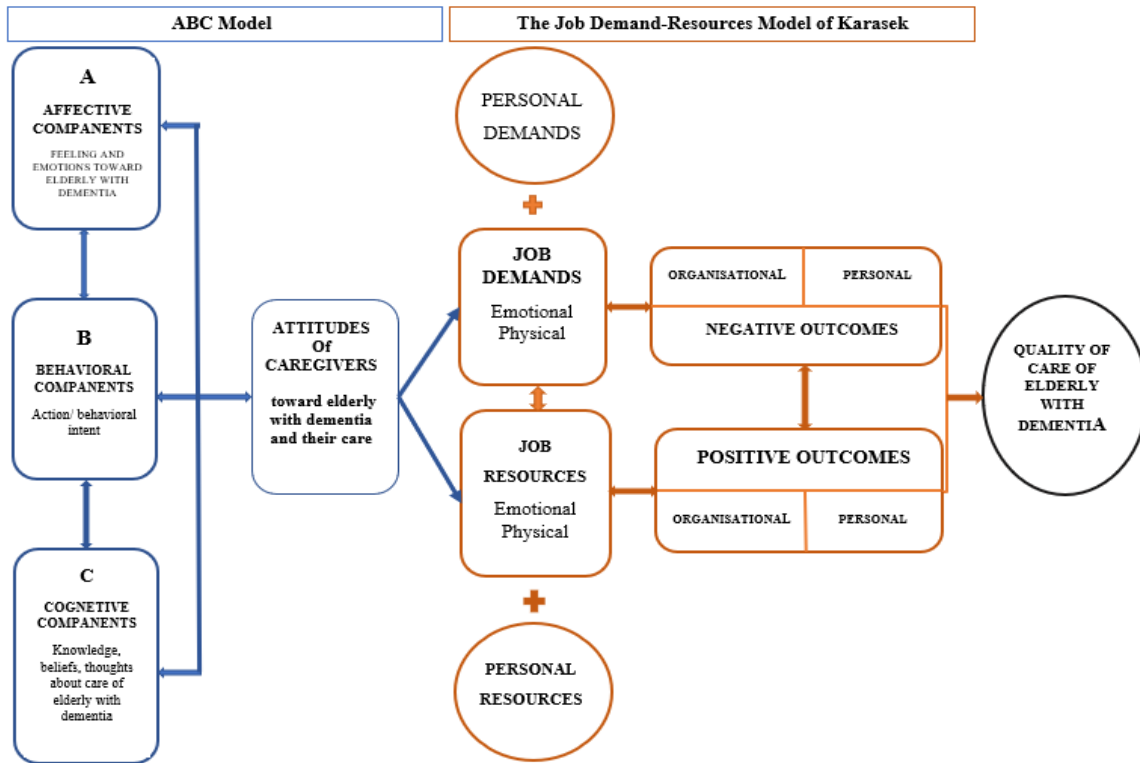 ABC Model
The Job Demand-Resources Model of Karasek
A
AFFECTIVE
COMPANENTS
FEELING AND
EMOTIONS TOWARD
ELDERLY WITH
DEMENTIA
B
BEHAVIORAL
COMPONENTS
Action/ behavioral
intent
C
COGNETIVE
COMPONENTS
Knowledge,
beliefs, thoughts
about care of
elderly with
dementia
ATTITUDES
Of
CAREGIVERS
toward elderly
with dementia
and their care
PERSONAL
DEMANDS
JOB
DEMANDS
Emotional
Physical
JOB
RESOURCES
Emotional
Physical
PERSONAL
RESOURCES
ORGANISATIONAL
PERSONAL
NEGATIVE OUTCOMES
POSITIVE OUTCOMES
ORGANISATIONAL
PERSONAL
QUALITY OF
CARE OF
ELDERLY
WITH
DEMENTIA